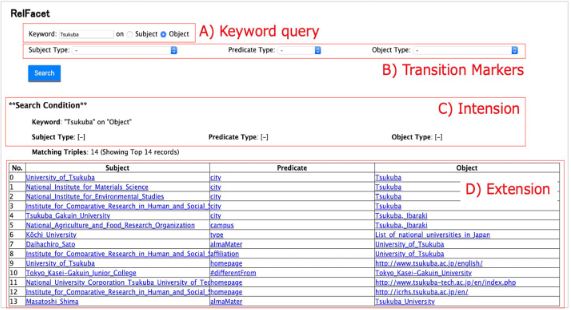 RelFacet
Keyword: Tsukuba on Subject Object A) Keyword query
Subject Type: - Predicate Type: - Object Type: -
Search B) Transition Markers
**Search Condition** C) Intension
Keyword: "Tsukuba" on "Object"
Subject Type: [-] Predicate Type: [-] Object Type: [-]
Matching Triples: 14 (Showing Top 14 records)
No. Subject Predicate Object
0 University_of_Tsukuba city Tsukuba
1 National_Institute_for_Materials_Science city Tsukuba
2 National_Institute_for_Environmental_Studies city Tsukuba D) Extension
3 Institute_for_Comparative_Research_in_Human_and_Social_S city Tsukuba
4 Tsukuba_Gakuin_University city Tsukuba,_Ibaraki
5 National_Agriculture_and_Food_Research_Organization campus Tsukuba,_Ibaraki
6 Kōchi_University type List_of_national_universities_in_Japan
7 Daihachiro_Sato almaMater University_of_Tsukuba
8 Institute_for_Comparative_Research_in_Human_and_Social_S affiliation University_of_Tsukuba
9 University_of_Tsukuba homepage http://www.tsukuba.ac.jp/english/
10 Tokyo_Kasei-Gakuin_Junior_College #differentFrom Tokyo_Kasei-Gakuin_University
11 National_University_Corporation_Tsukuba_University_of_Tec homepage http://www.tsukuba-tech.ac.jp/en/index.php
12 Institute_for_Comparative_Research_in_Human_and_Social_S homepage http://icrhs.tsukuba.ac.jp/en/
13 Masatoshi_Shima almaMater Tsukuba_University